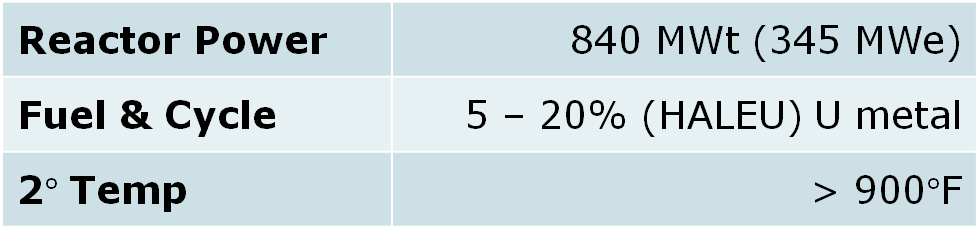 Reactor Power 840 MWt (345 MWe)
Fuel & Cycle 5 – 20% (HALEU) U metal
2° Temp > 900°F